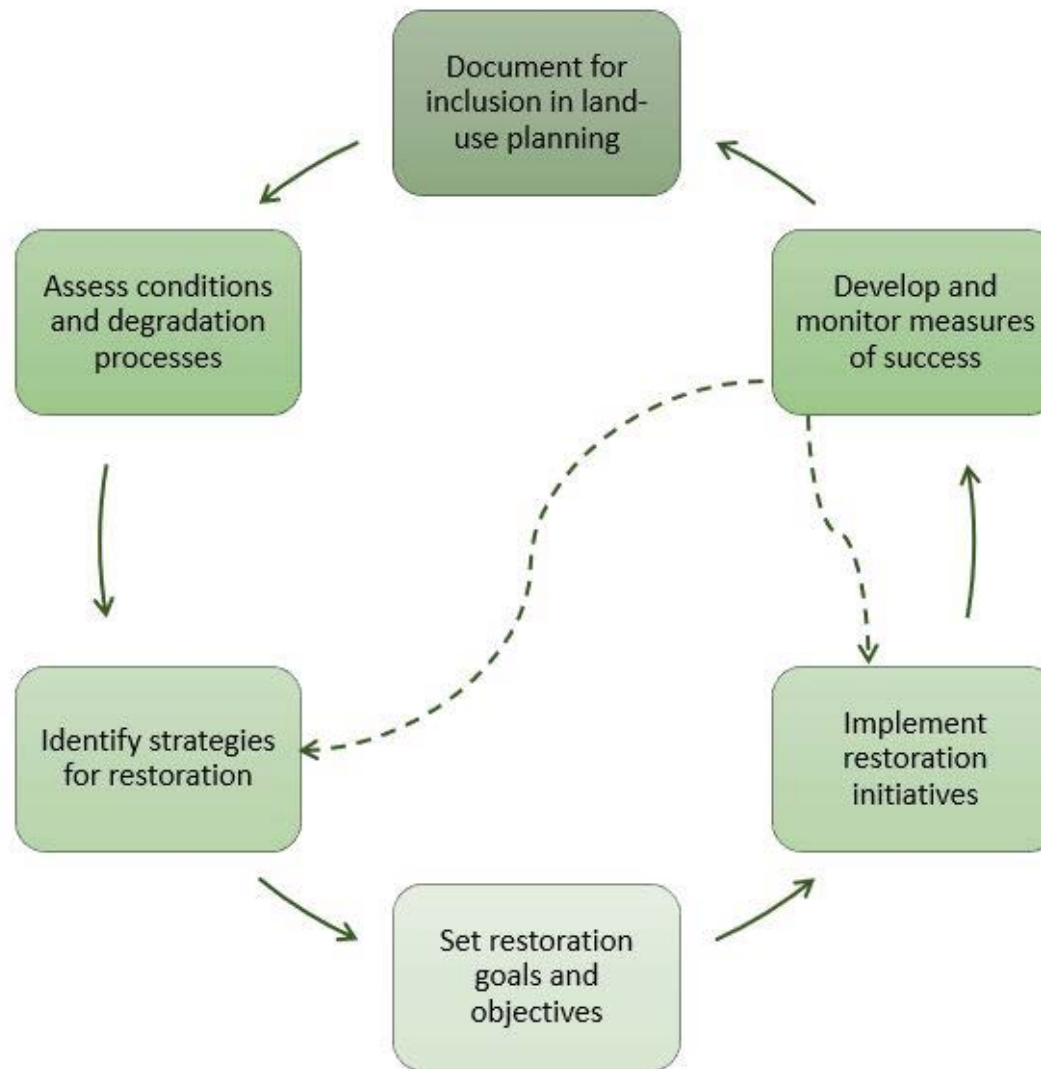 Document for
inclusion in land-
use planning
Assess conditions
and degradation
processes
Develop and
monitor measures
of success
Identify strategies
for restoration
Implement
restoration
initiatives
Set restoration
goals and
objectives